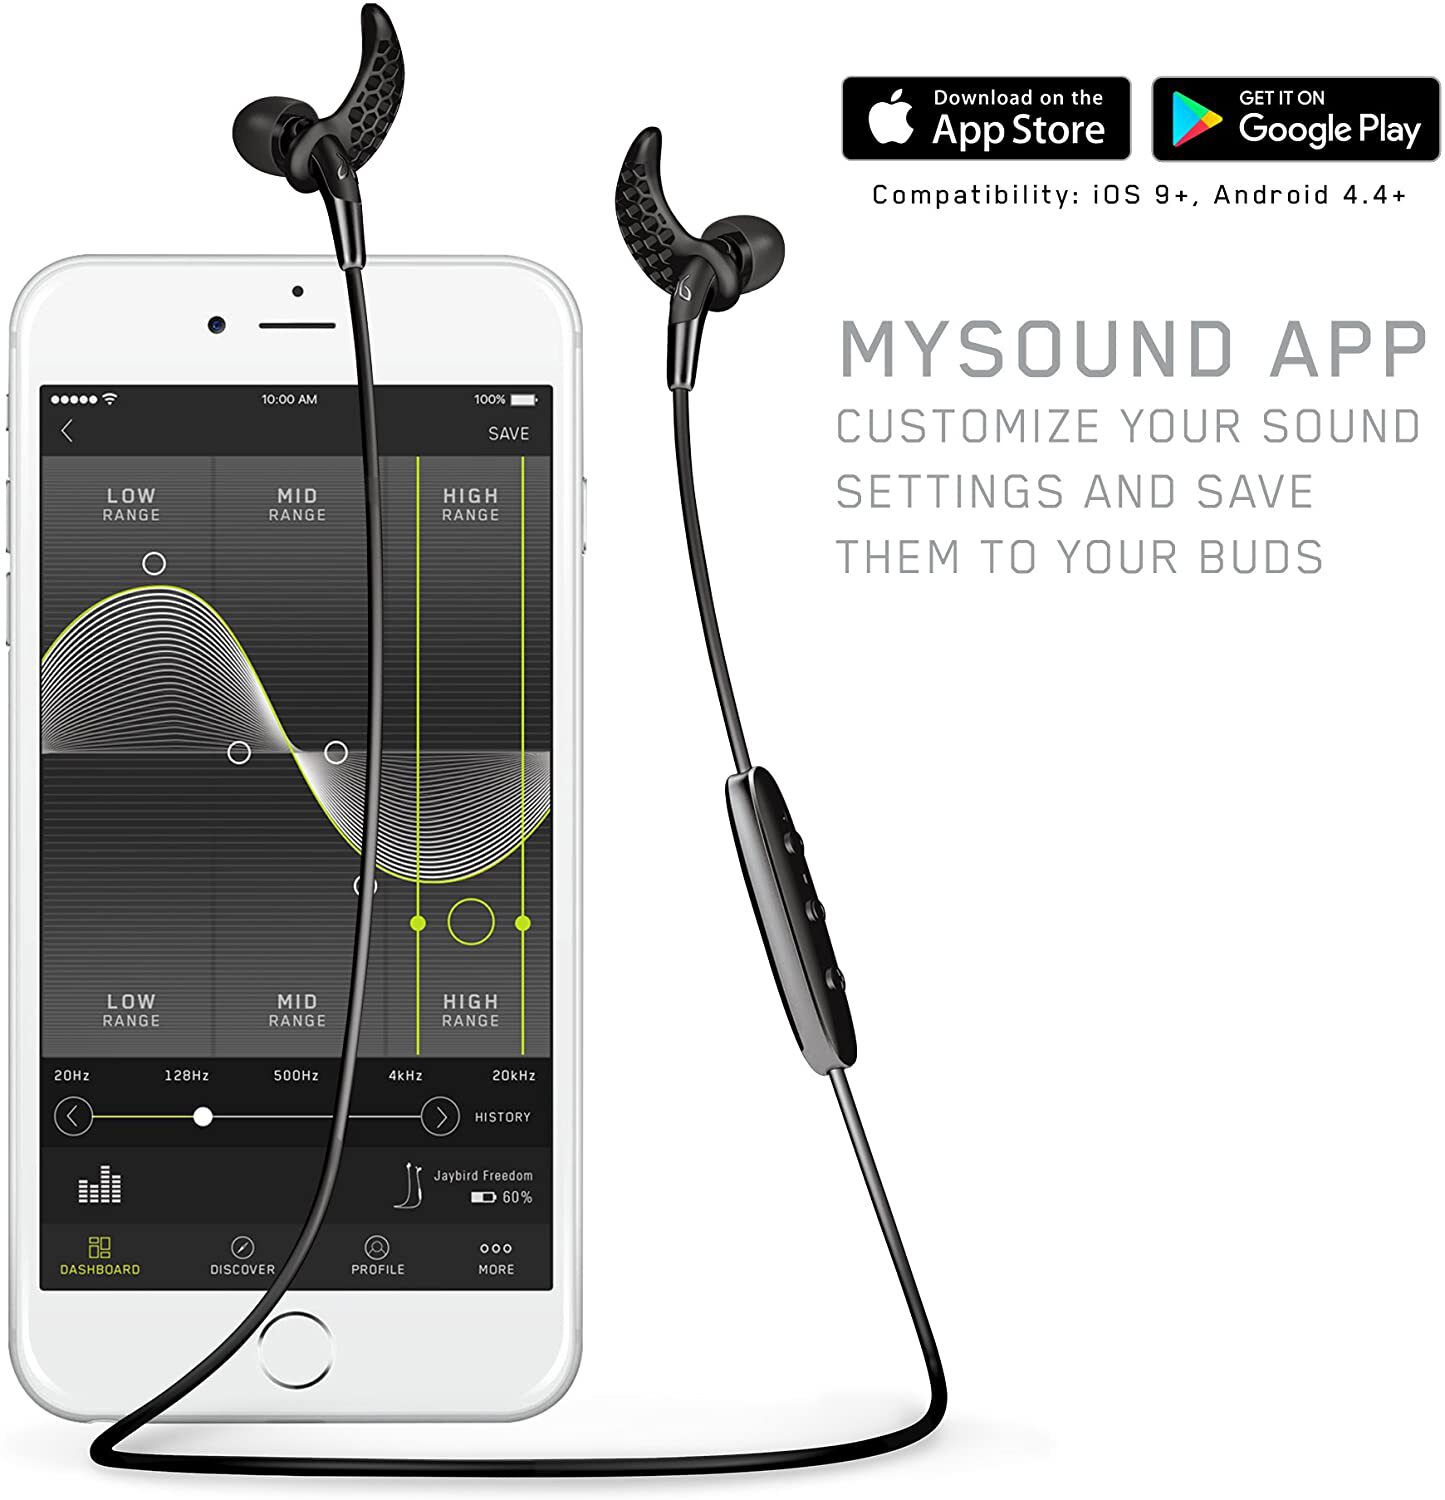 Download on the
App Store
GET IT ON
Google Play
Compatibility: iOS 9+, Android 4.4+
MYSOUND APP
CUSTOMIZE YOUR SOUND
SETTINGS AND SAVE
THEM TO YOUR BUDS
10:00 AM
100%
SAVE
LOW
RANGE
MID
RANGE
HIGH
RANGE
LOW
RANGE
MID
RANGE
HIGH
RANGE
20Hz 128Hz 500Hz 4kHz 20kHz
HISTORY
Jaybird Freedom
60%
DASHBOARD DISCOVER PROFILE MORE